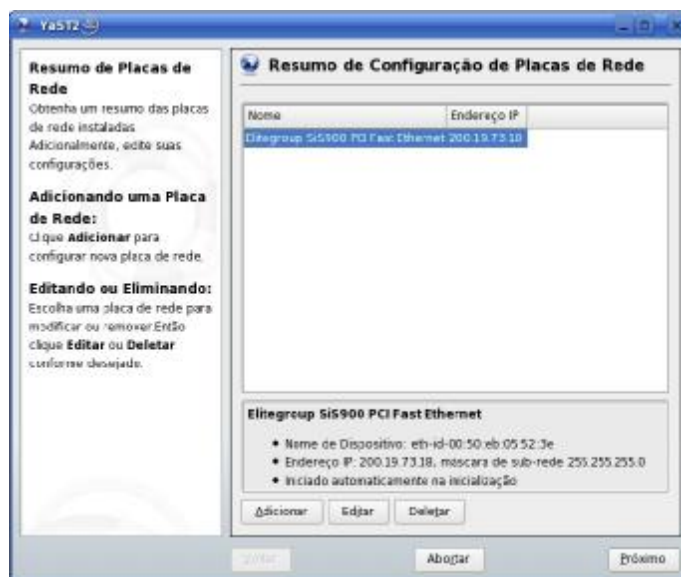 YaST2
Resumo de Placas de
Rede
Obtenha um resumo das placas
de rede instaladas
Adicionalmente, edite suas
configurações.
Adicionando uma Placa
de Rede:
Clique Adicionar para
configurar nova placa de rede.
Editando ou Eliminando:
Escolha uma placa de rede para
modificar ou remover.Então
clique Editar ou Deletar
conforme desejado.
Resumo de Configuração de Placas de Rede
Nome Endereço IP
Elitegroup SiS900 PCI Fast Ethernet 200.19.73.18
Elitegroup SiS900 PCI Fast Ethernet
• Nome de Dispositivo: eth-id-00:50:eb:05:52:3e
• Endereço IP: 200.19.73.18, máscara de sub-rede 255.255.255.0
• Iniciado automaticamente na inicialização
Adicionar Editar Deletar
Voltar Abortar Próximo